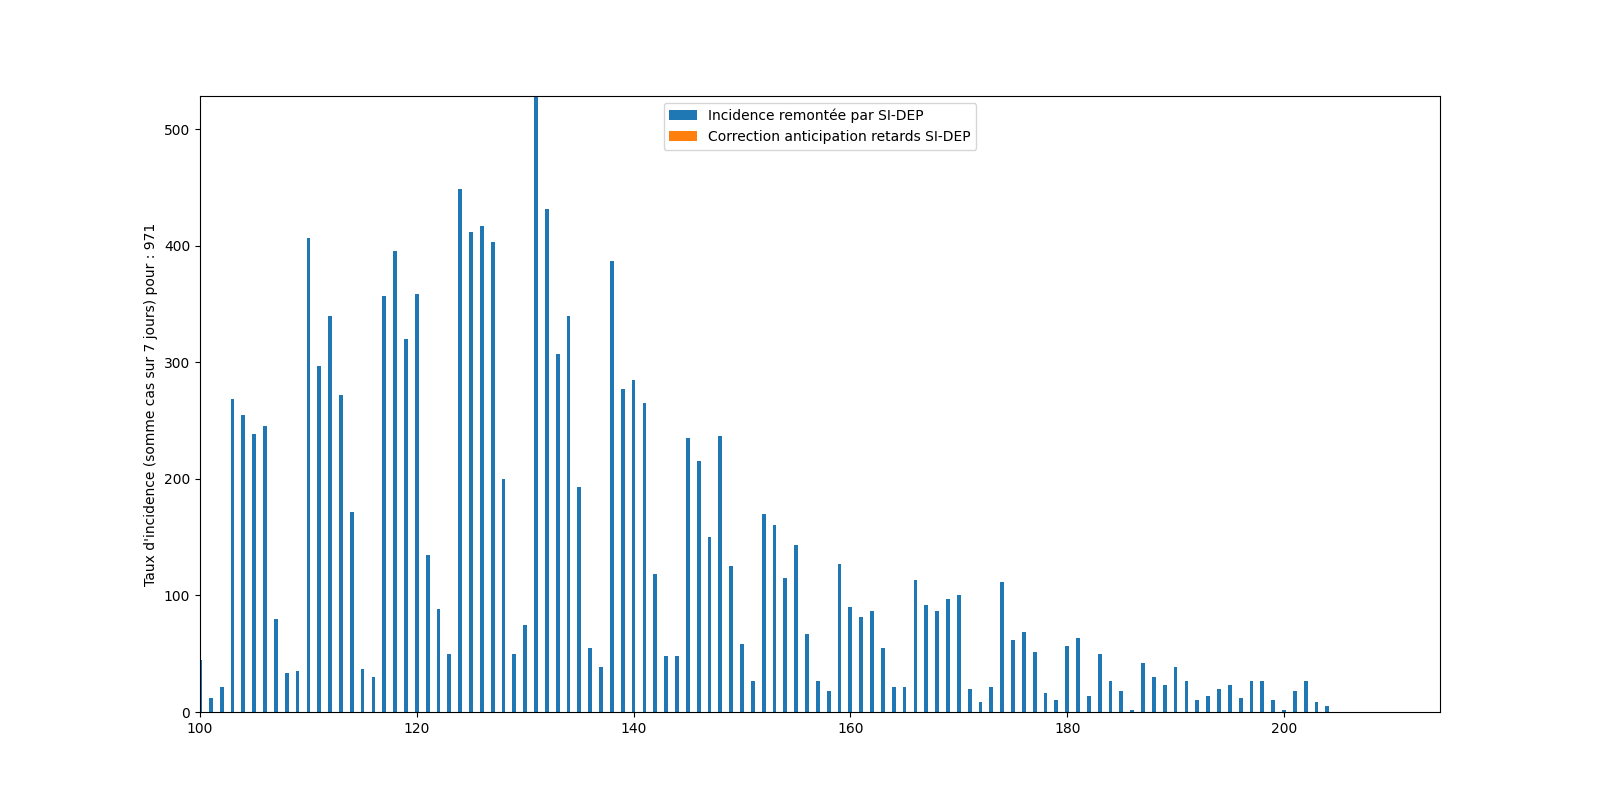 Incidence remontée par SI-DEP
Correction anticipation retards SI-DEP
Taux d'incidence (somme cas sur 7 jours) pour : 971
500
400
300
200
100
0
100 120 140 160 180 200